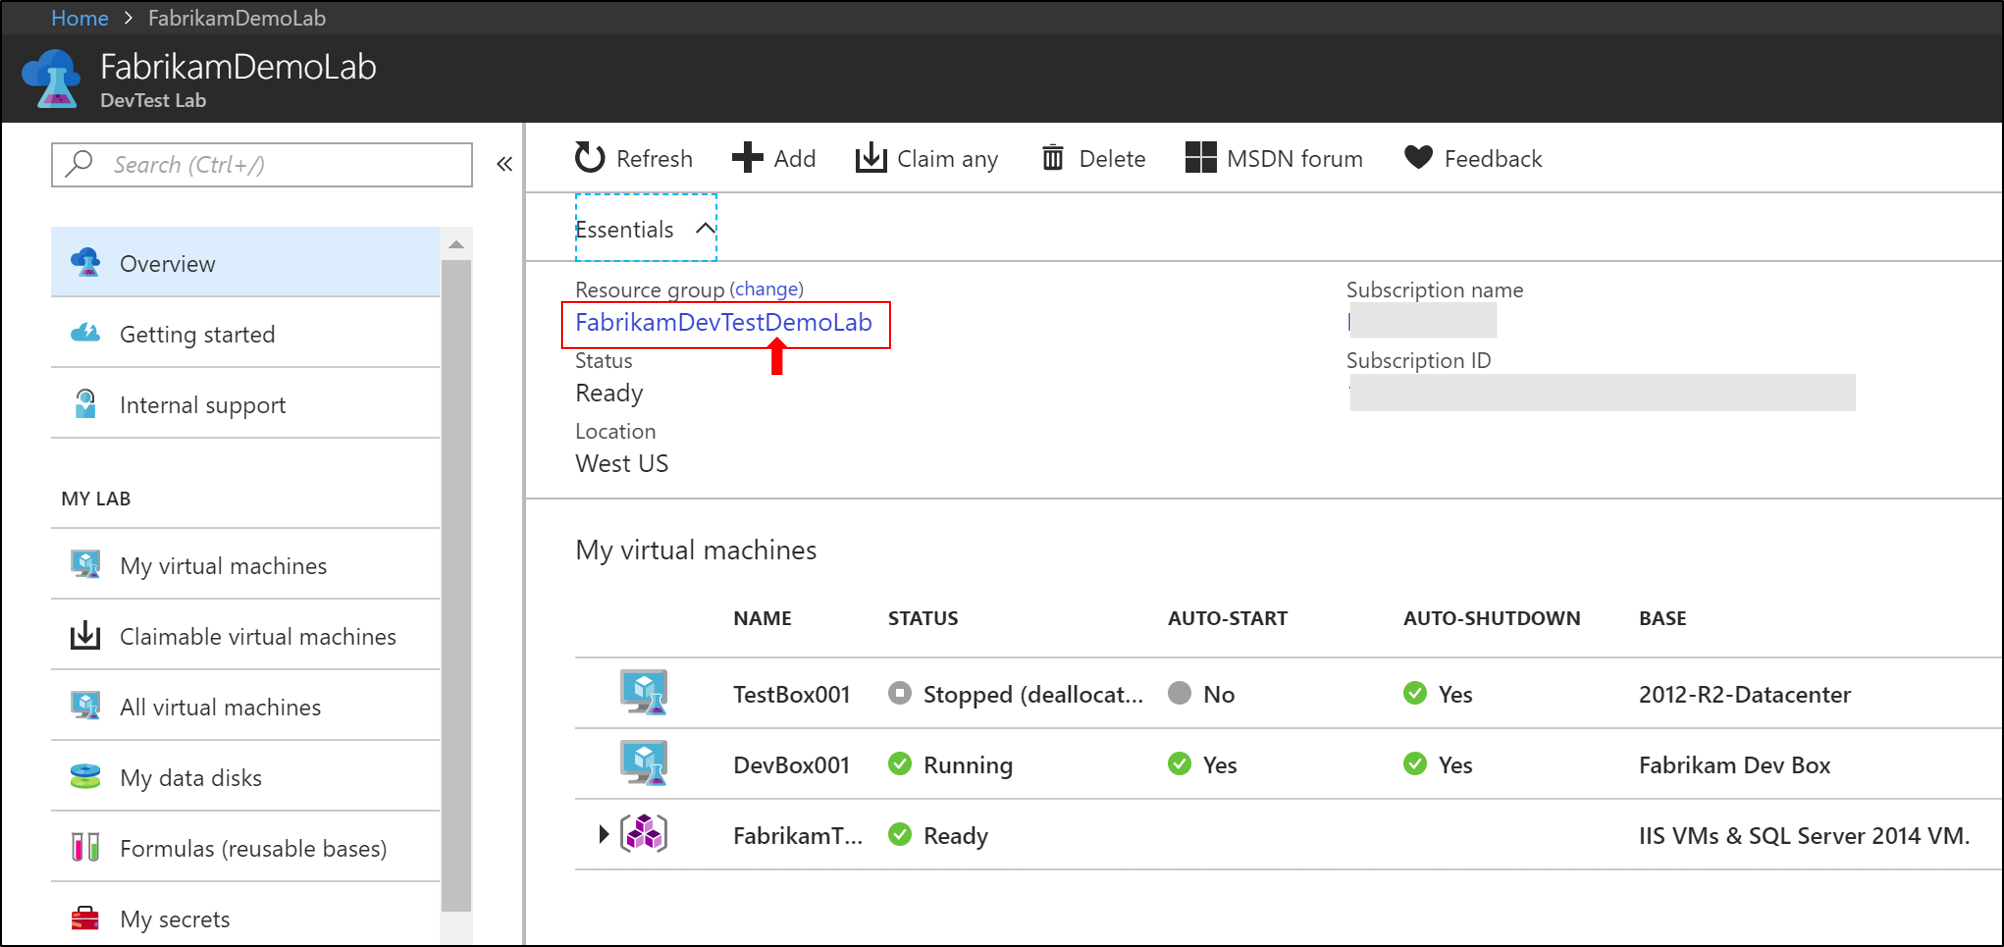 Home > FabrikamDemoLab
FabrikamDemoLab
DevTest Lab
Search (Ctrl+/)
«
Overview
Getting started
Internal support
MY LAB
My virtual machines
Claimable virtual machines
All virtual machines
My data disks
Formulas (reusable bases)
My secrets
Refresh Add Claim any Delete MSDN forum Feedback
Essentials
Resource group (change)
FabrikamDevTestDemoLab
Status
Ready
Location
West US
Subscription name
Subscription ID
My virtual machines
NAME STATUS AUTO-START AUTO-SHUTDOWN BASE
TestBox001 Stopped (deallocat... No Yes 2012-R2-Datacenter
DevBox001 Running Yes Yes Fabrikam Dev Box
FabrikamT... Ready IIS VMs & SQL Server 2014 VM.